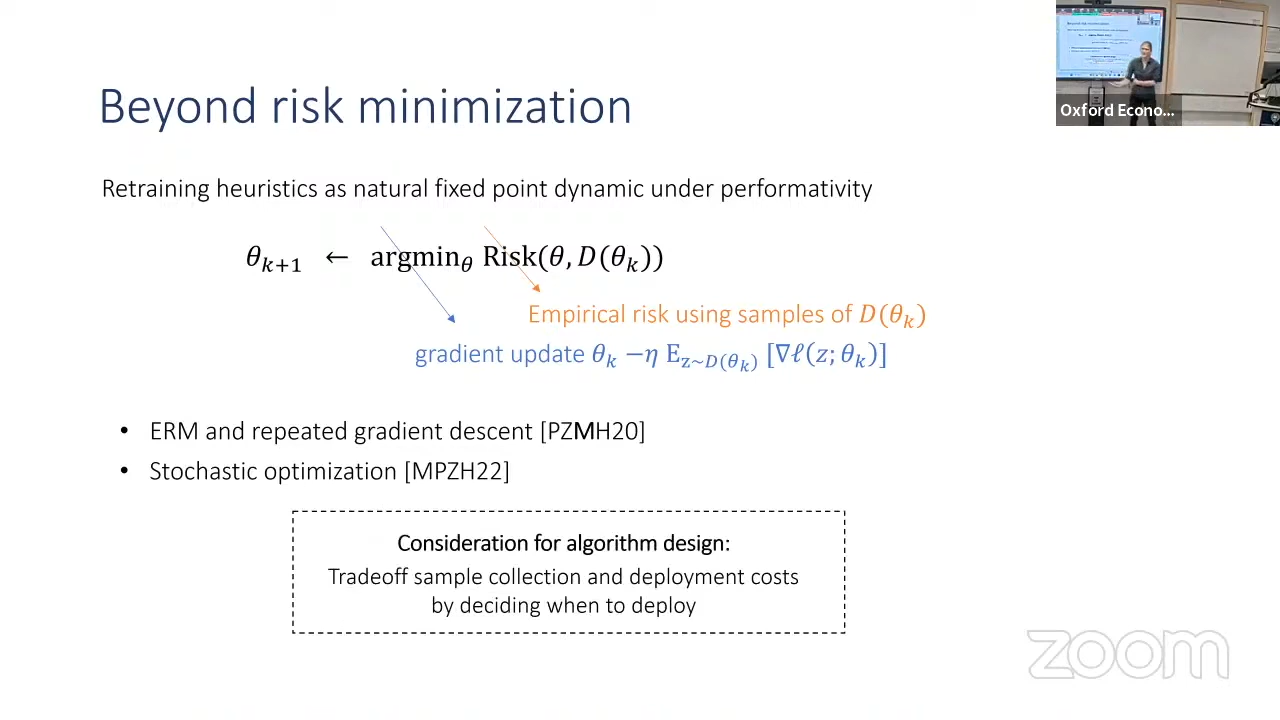 Beyond risk minimization
Oxford Econo...
Retraining heuristics as natural fixed point dynamic under performativity
θ_{k+1} ← argmin_θ Risk(θ, D(θ_k))
Empirical risk using samples of D(θ_k)
gradient update θ_k −η E_{z~D(θ_k)} [∇ℓ(z; θ_k)]
• ERM and repeated gradient descent [PZMH20]
• Stochastic optimization [MPZH22]
Consideration for algorithm design:
Tradeoff sample collection and deployment costs
by deciding when to deploy
zoom